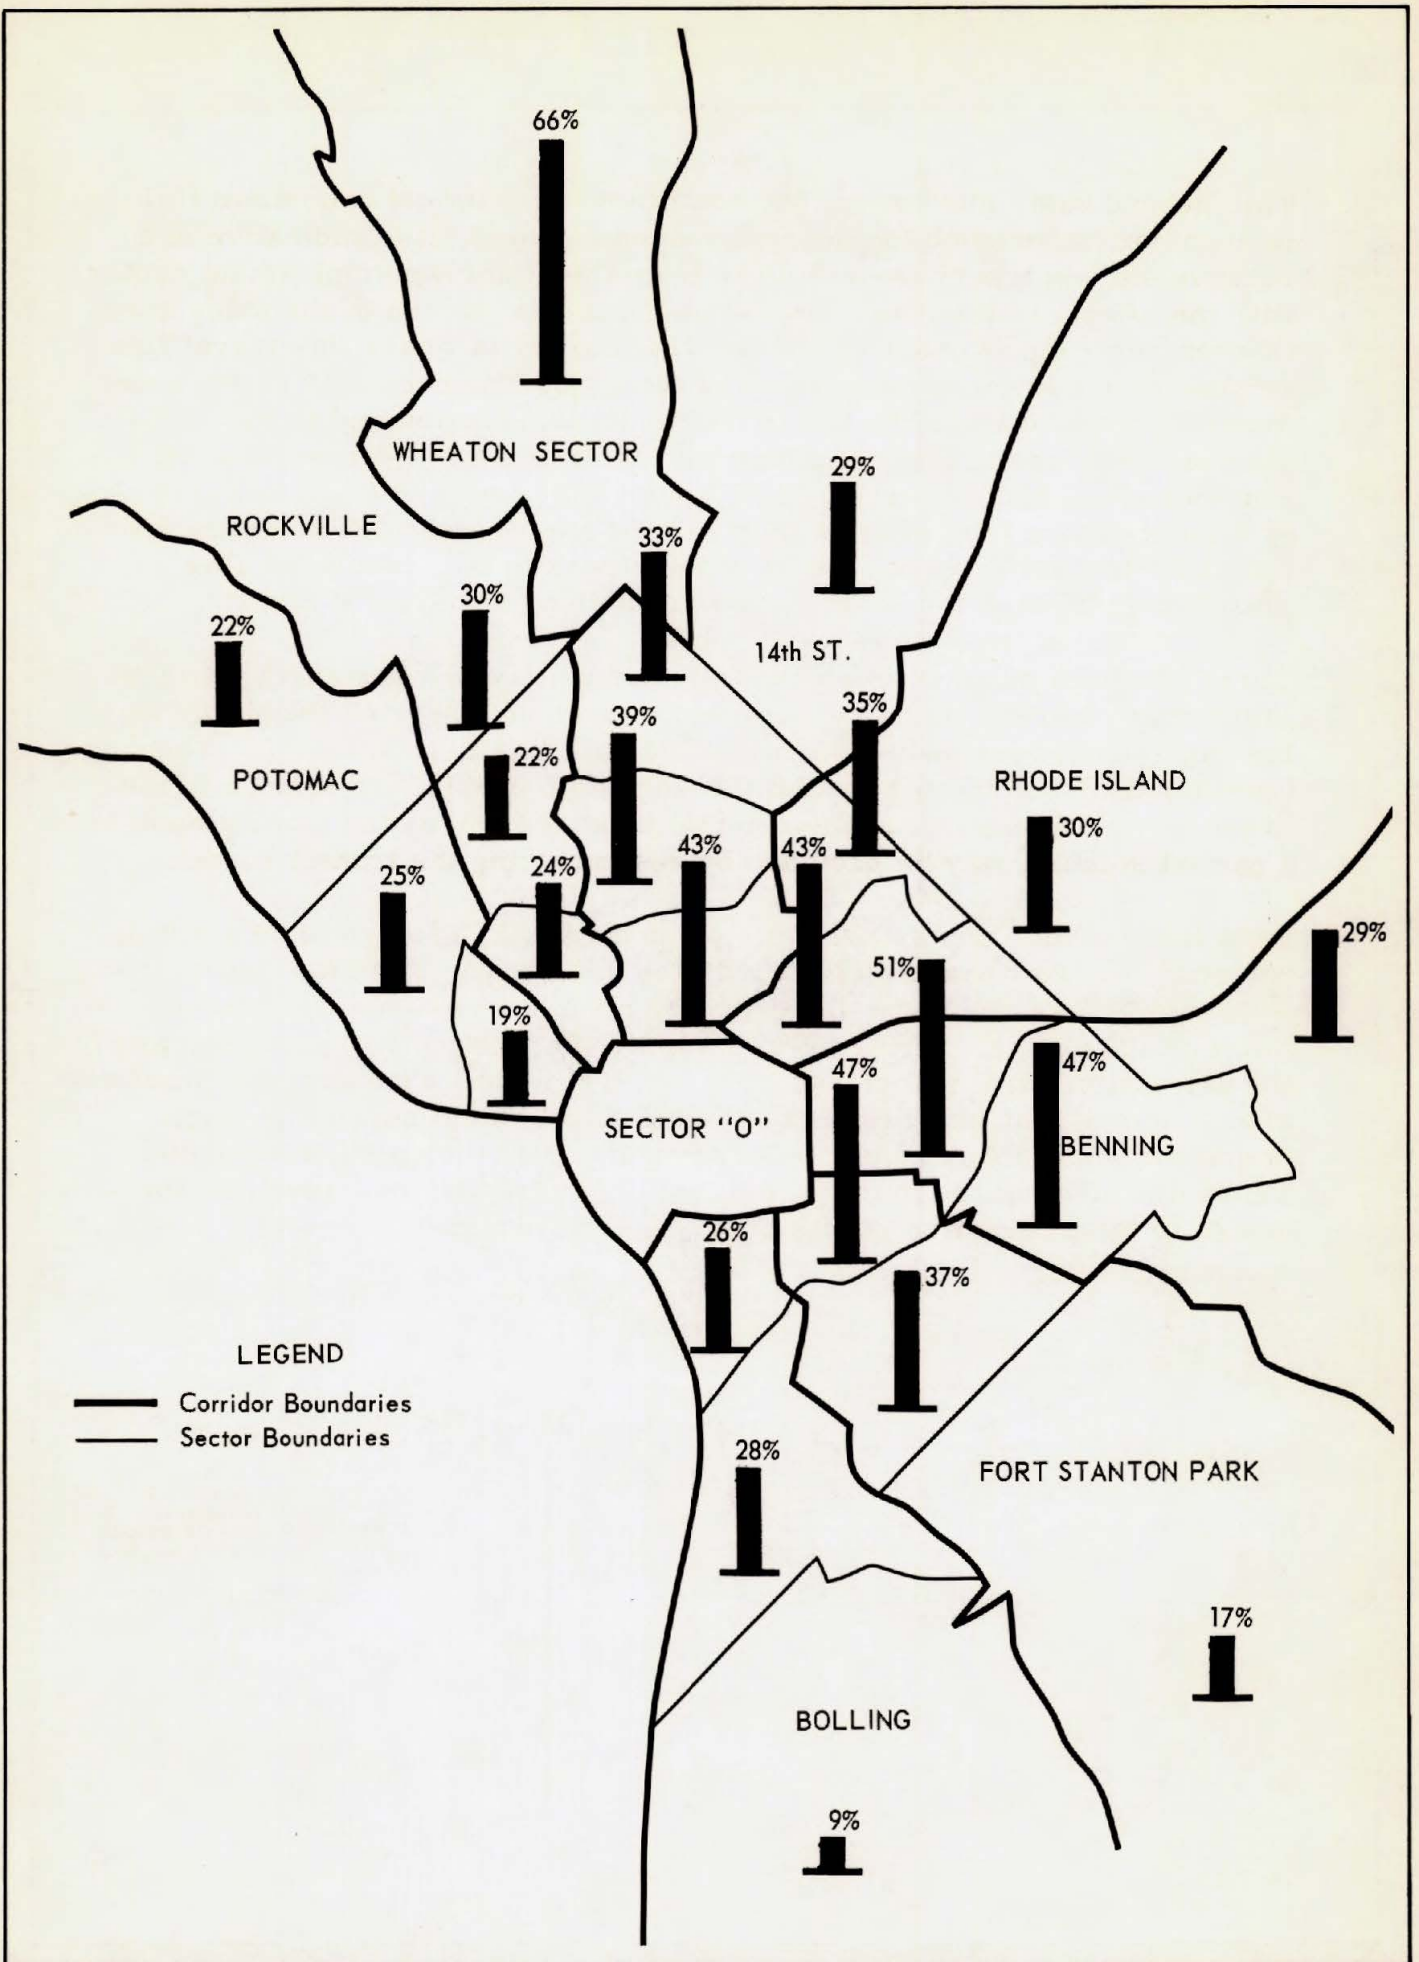 66%
WHEATON SECTOR
29%
ROCKVILLE
33%
30%
22%
14th ST.
35%
39%
22%
POTOMAC
RHODE ISLAND
30%
43%
43%
24%
25%
29%
51%
19%
47%
47%
SECTOR "O"
BENNING
26%
37%
LEGEND
Corridor Boundaries
Sector Boundaries
28%
FORT STANTON PARK
17%
BOLLING
9%